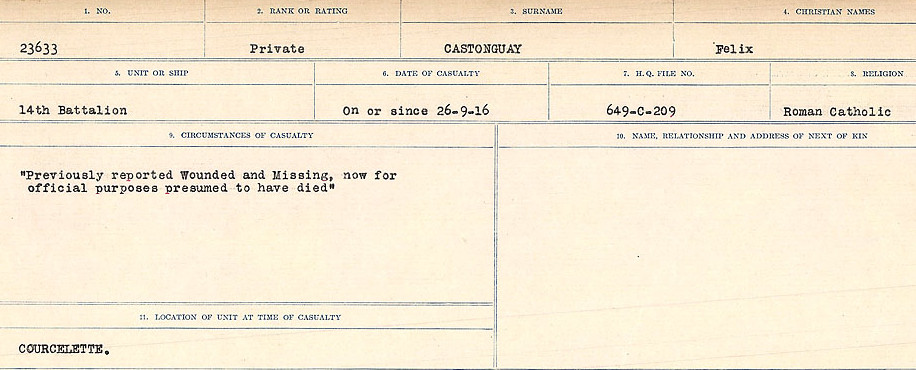 1. NO.
2. RANK OR RATING
3. SURNAME
4. CHRISTIAN NAMES
23633
Private
CASTONGUAY
Felix
5. UNIT OR SHIP
6. DATE OF CASUALTY
7. H.Q. FILE NO.
8. RELIGION
14th Battalion
On or since 26-9-16
649-C-209
Roman Catholic
9. CIRCUMSTANCES OF CASUALTY
"Previously reported Wounded and Missing, now for
official purposes presumed to have died"
10. NAME, RELATIONSHIP AND ADDRESS OF NEXT OF KIN
11. LOCATION OF UNIT AT TIME OF CASUALTY
COURCELETTE.